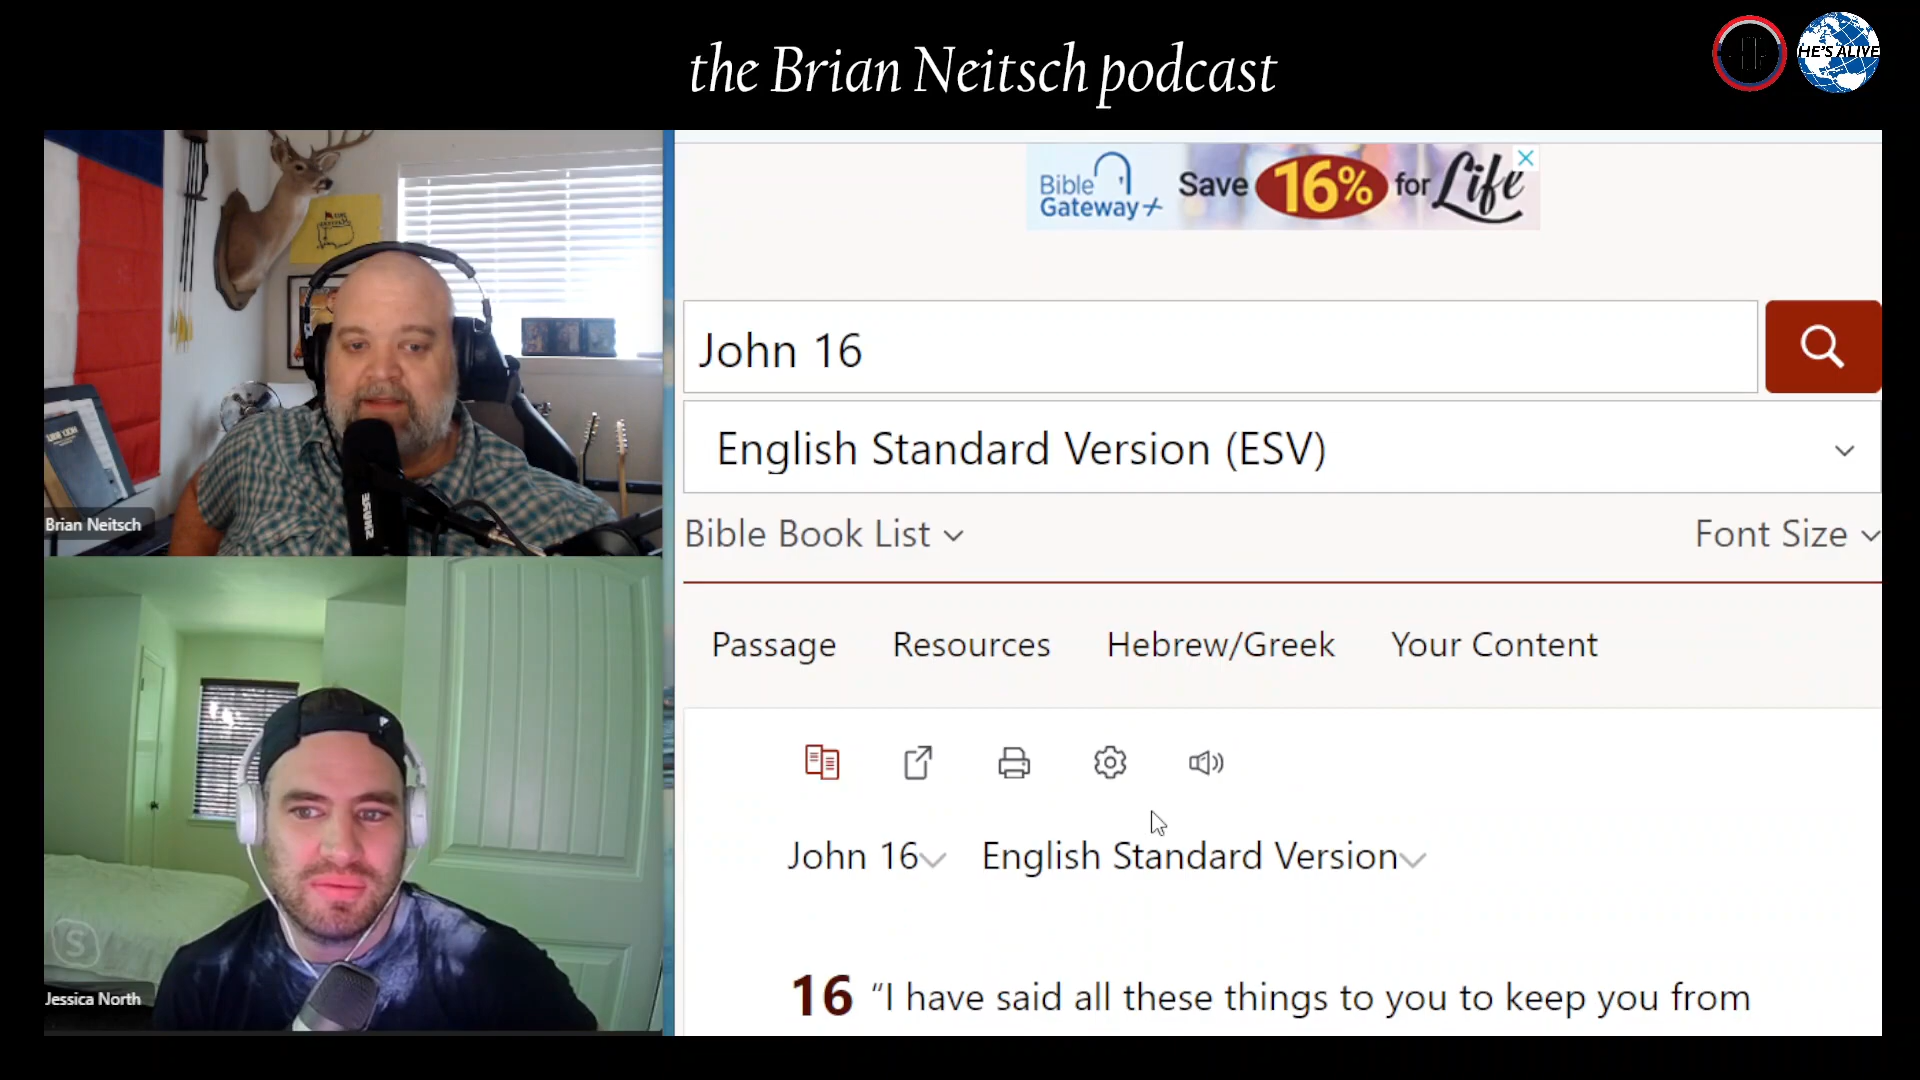 the Brian Neitsch podcast
HE'S ALIVE
Brian Neitsch
Jessica North
Bible
Gateway+
Save 16% for Life
John 16
English Standard Version (ESV)
Bible Book List
Font Size
Passage
Resources
Hebrew/Greek
Your Content
John 16
English Standard Version
16 “I have said all these things to you to keep you from